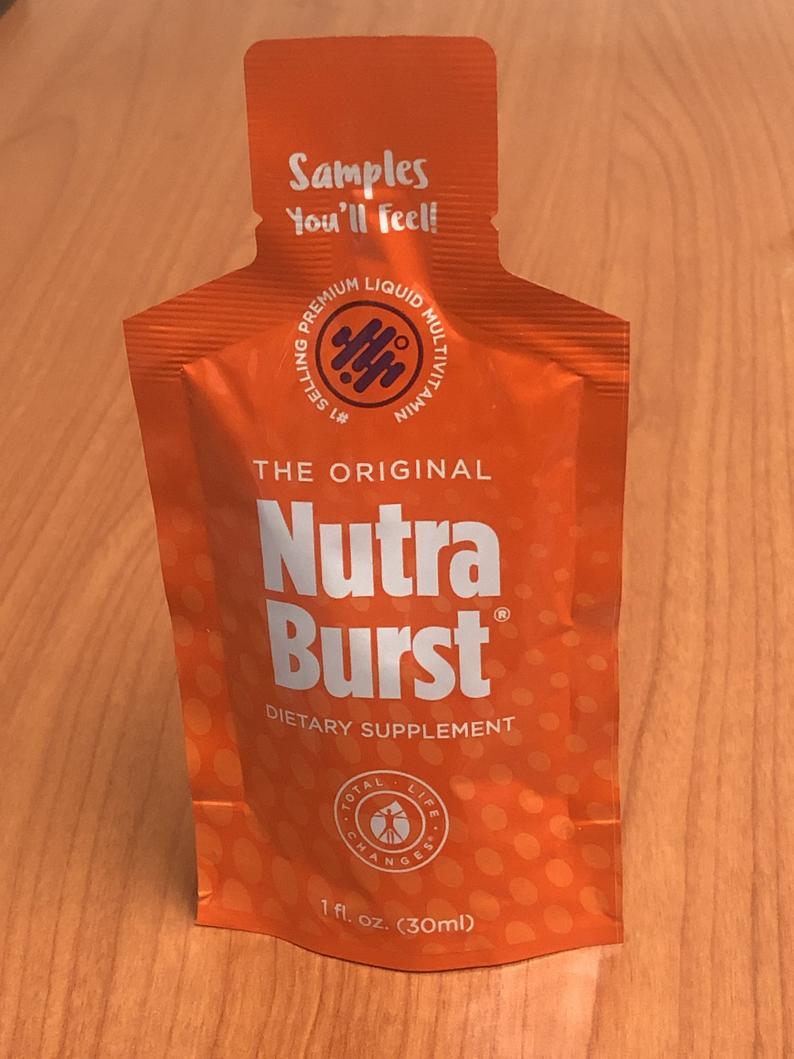 Samples
You'll Feel!
#1 SELLING PREMIUM LIQUID MULTIVITAMIN
THE ORIGINAL
Nutra
Burst®
DIETARY SUPPLEMENT
TOTAL · LIFE · CHANGES®
1 fl. oz. (30ml)